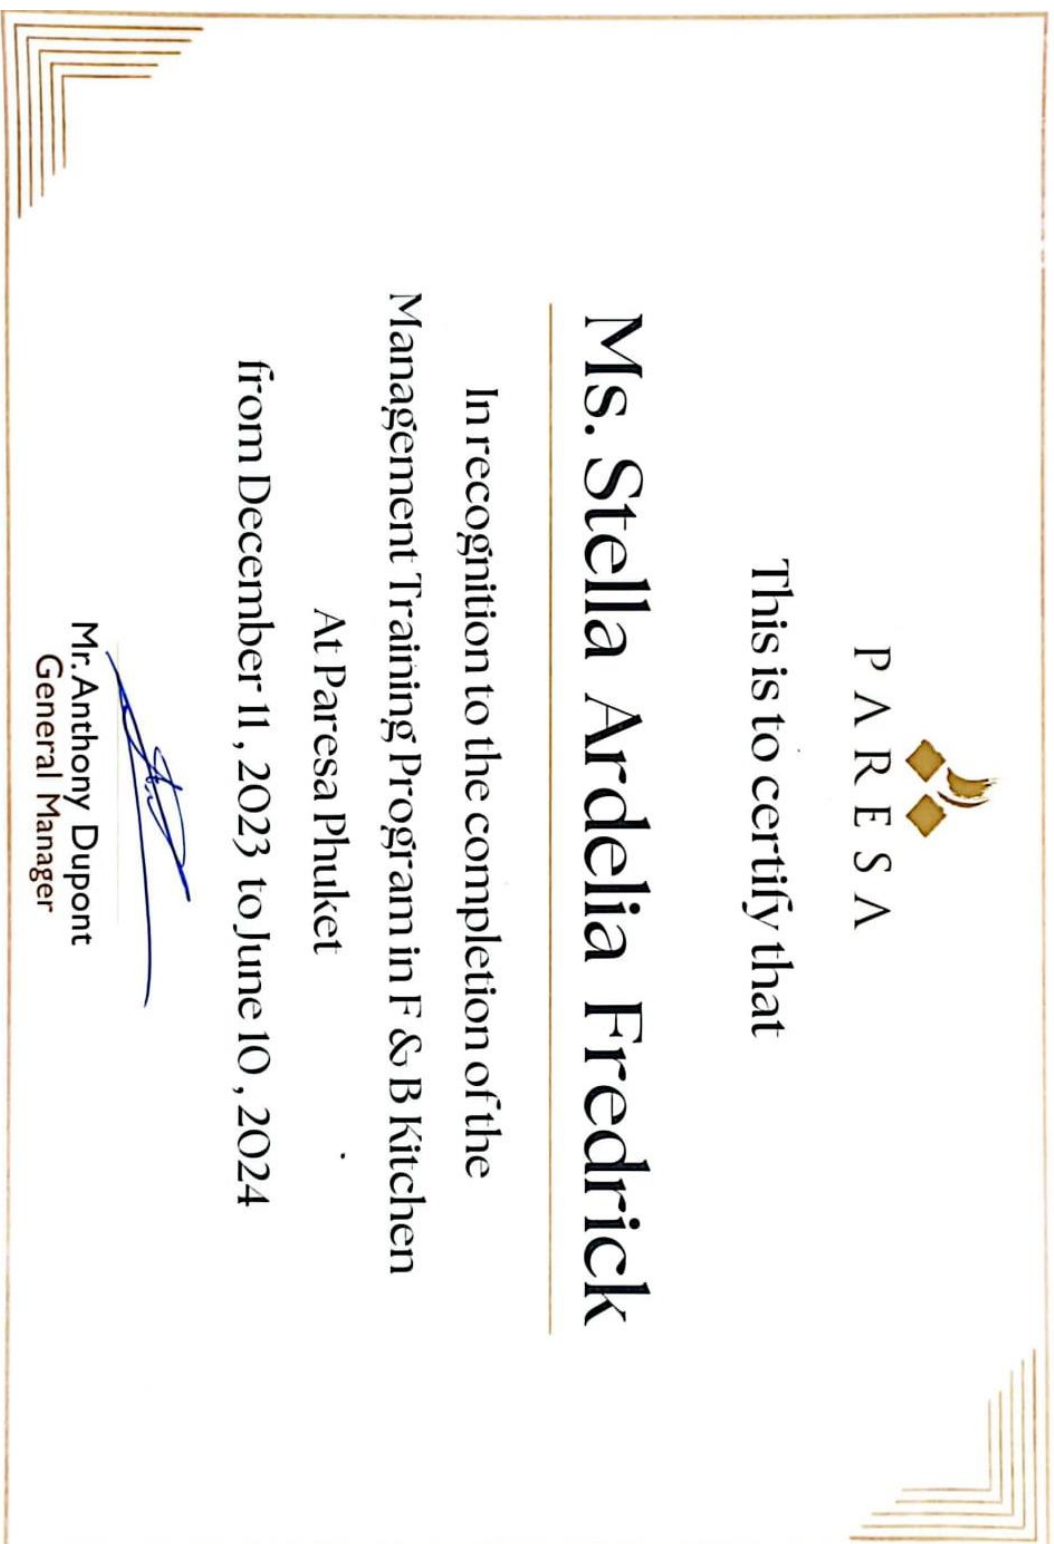 PARESA
This is to certify that
Ms. Stella Ardelia Fredrick
In recognition to the completion of the
Management Training Program in F & B Kitchen
At Paresa Phuket
from December 11, 2023 to June 10, 2024
Mr. Anthony Dupont
General Manager